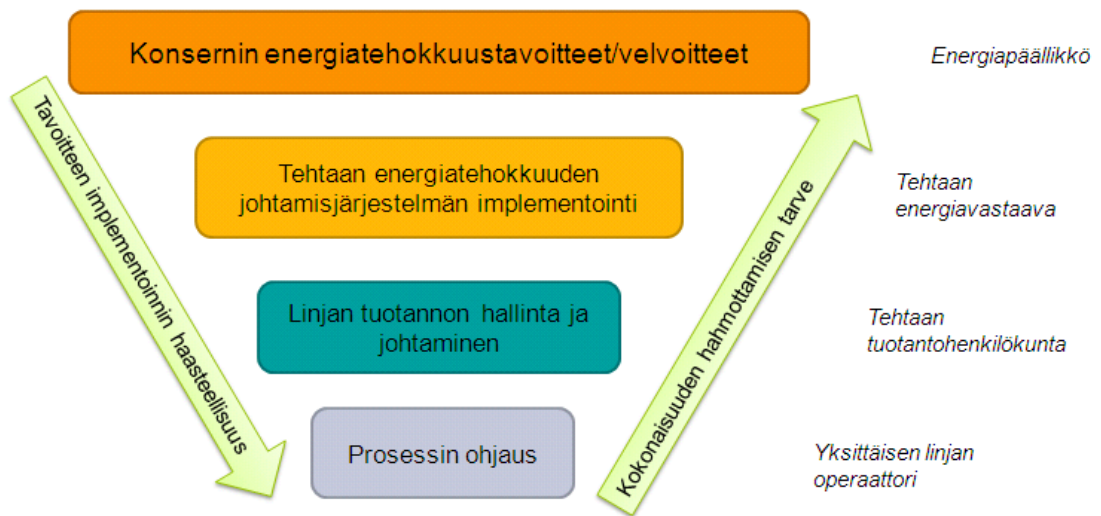 Konsernin energiatehokkuustavoitteet/velvoitteet
Energiapäällikkö
Tavoitteen implementoinnin haasteellisuus
Tehtaan energiatehokkuuden
johtamisjärjestelmän implementointi
Tehtaan
energiavastaava
Linjan tuotannon hallinta ja
johtaminen
Kokonaisuuden hahmottamisen tarve
Tehtaan
tuotantohenkilökunta
Prosessin ohjaus
Yksittäisen linjan
operaattori